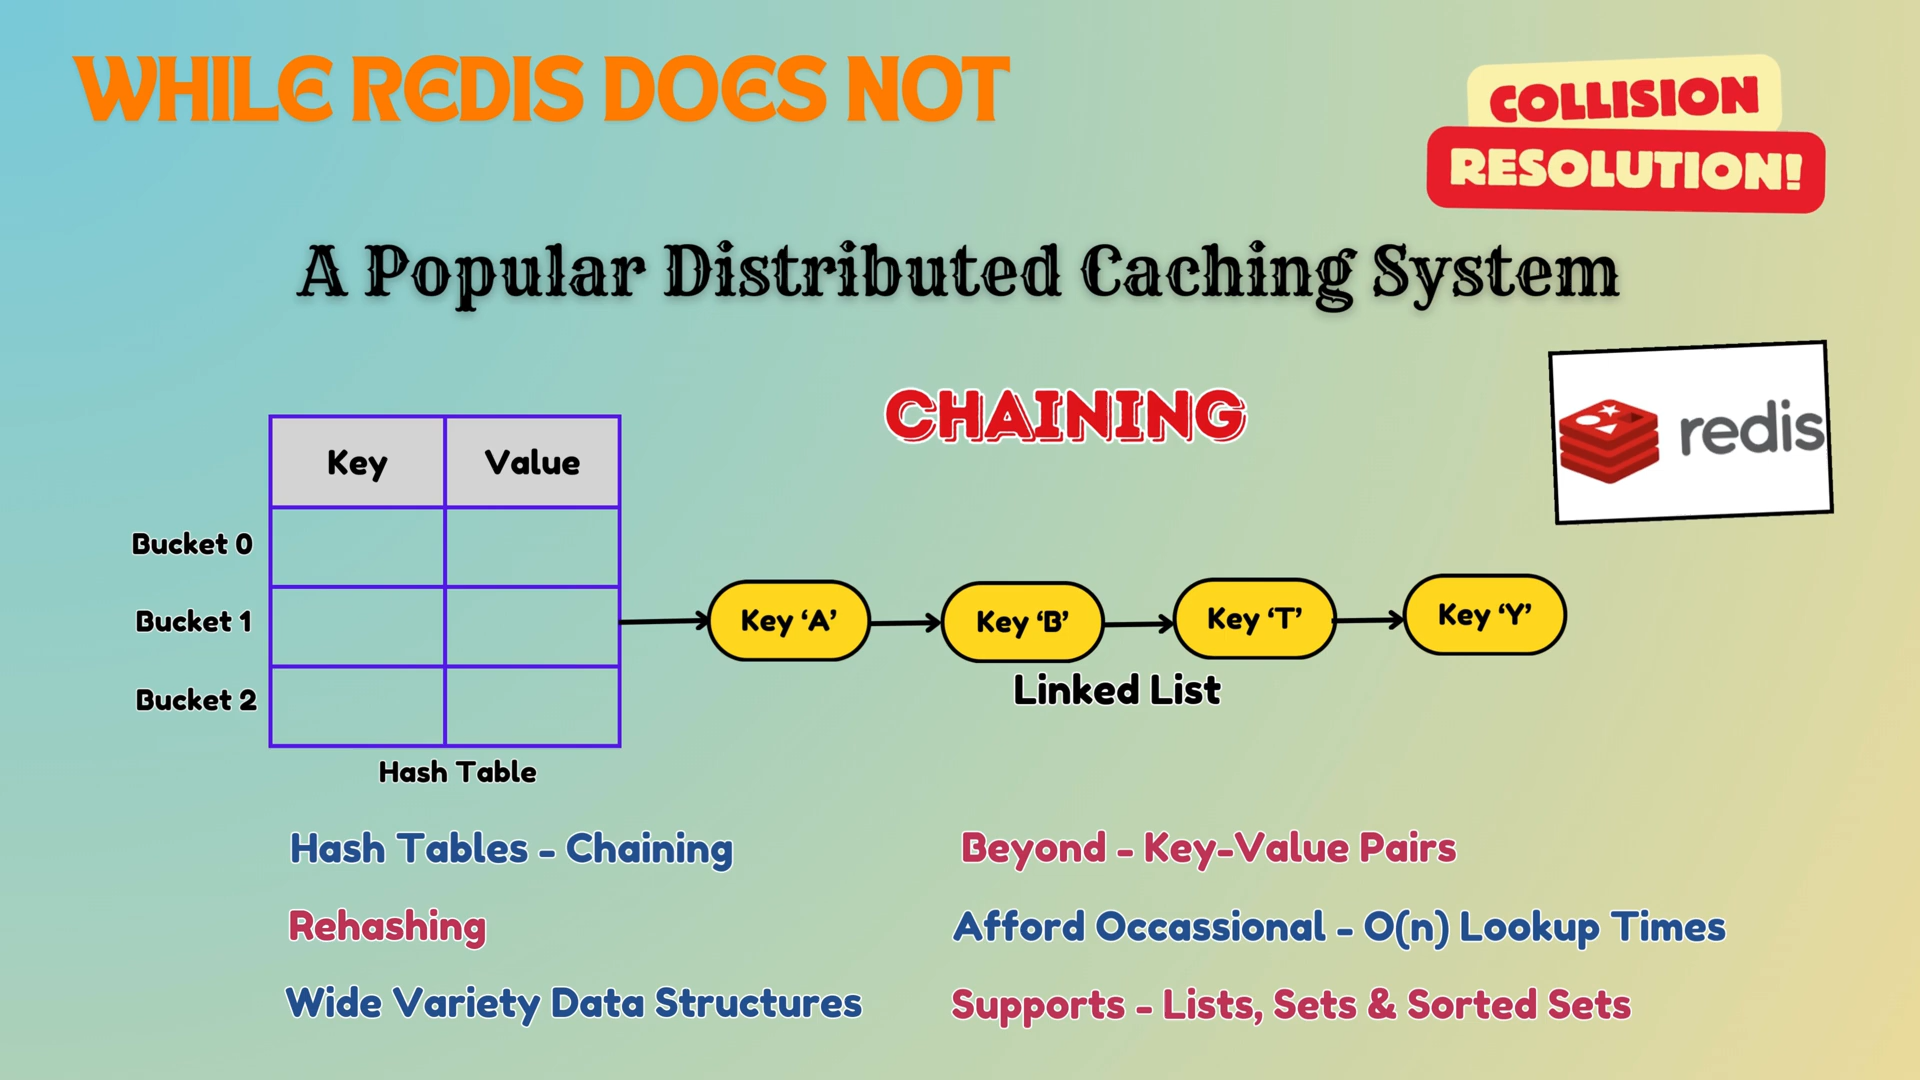 WHILE REDIS DOES NOT
COLLISION
RESOLUTION!
A Popular Distributed Caching System
CHAINING
redis
Key Value
Bucket 0
Bucket 1
Bucket 2
Key ‘A’
Key ‘B’
Key ‘T’
Key ‘Y’
Linked List
Hash Table
Hash Tables - Chaining
Rehashing
Wide Variety Data Structures
Beyond - Key-Value Pairs
Afford Occassional - O(n) Lookup Times
Supports - Lists, Sets & Sorted Sets